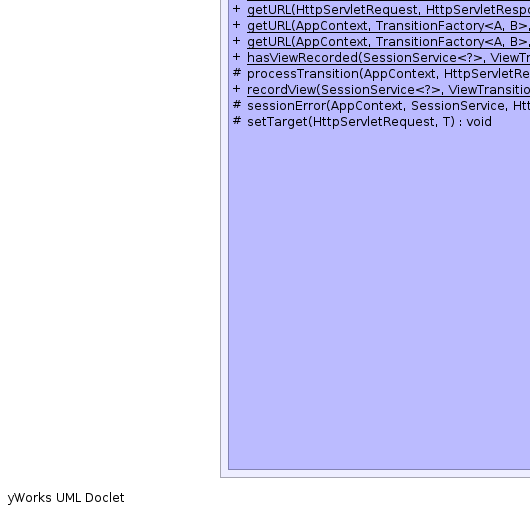 + getURL(HttpServletRequest, HttpServletRespo
+ getURL(AppContext, TransitionFactory<A, B>,
+ getURL(AppContext, TransitionFactory<A, B>,
+ hasViewRecorded(SessionService<?>, ViewTr
# processTransition(AppContext, HttpServletRe
+ recordView(SessionService<?>, ViewTransitio
# sessionError(AppContext, SessionService, Htt
# setTarget(HttpServletRequest, T) : void
yWorks UML Doclet